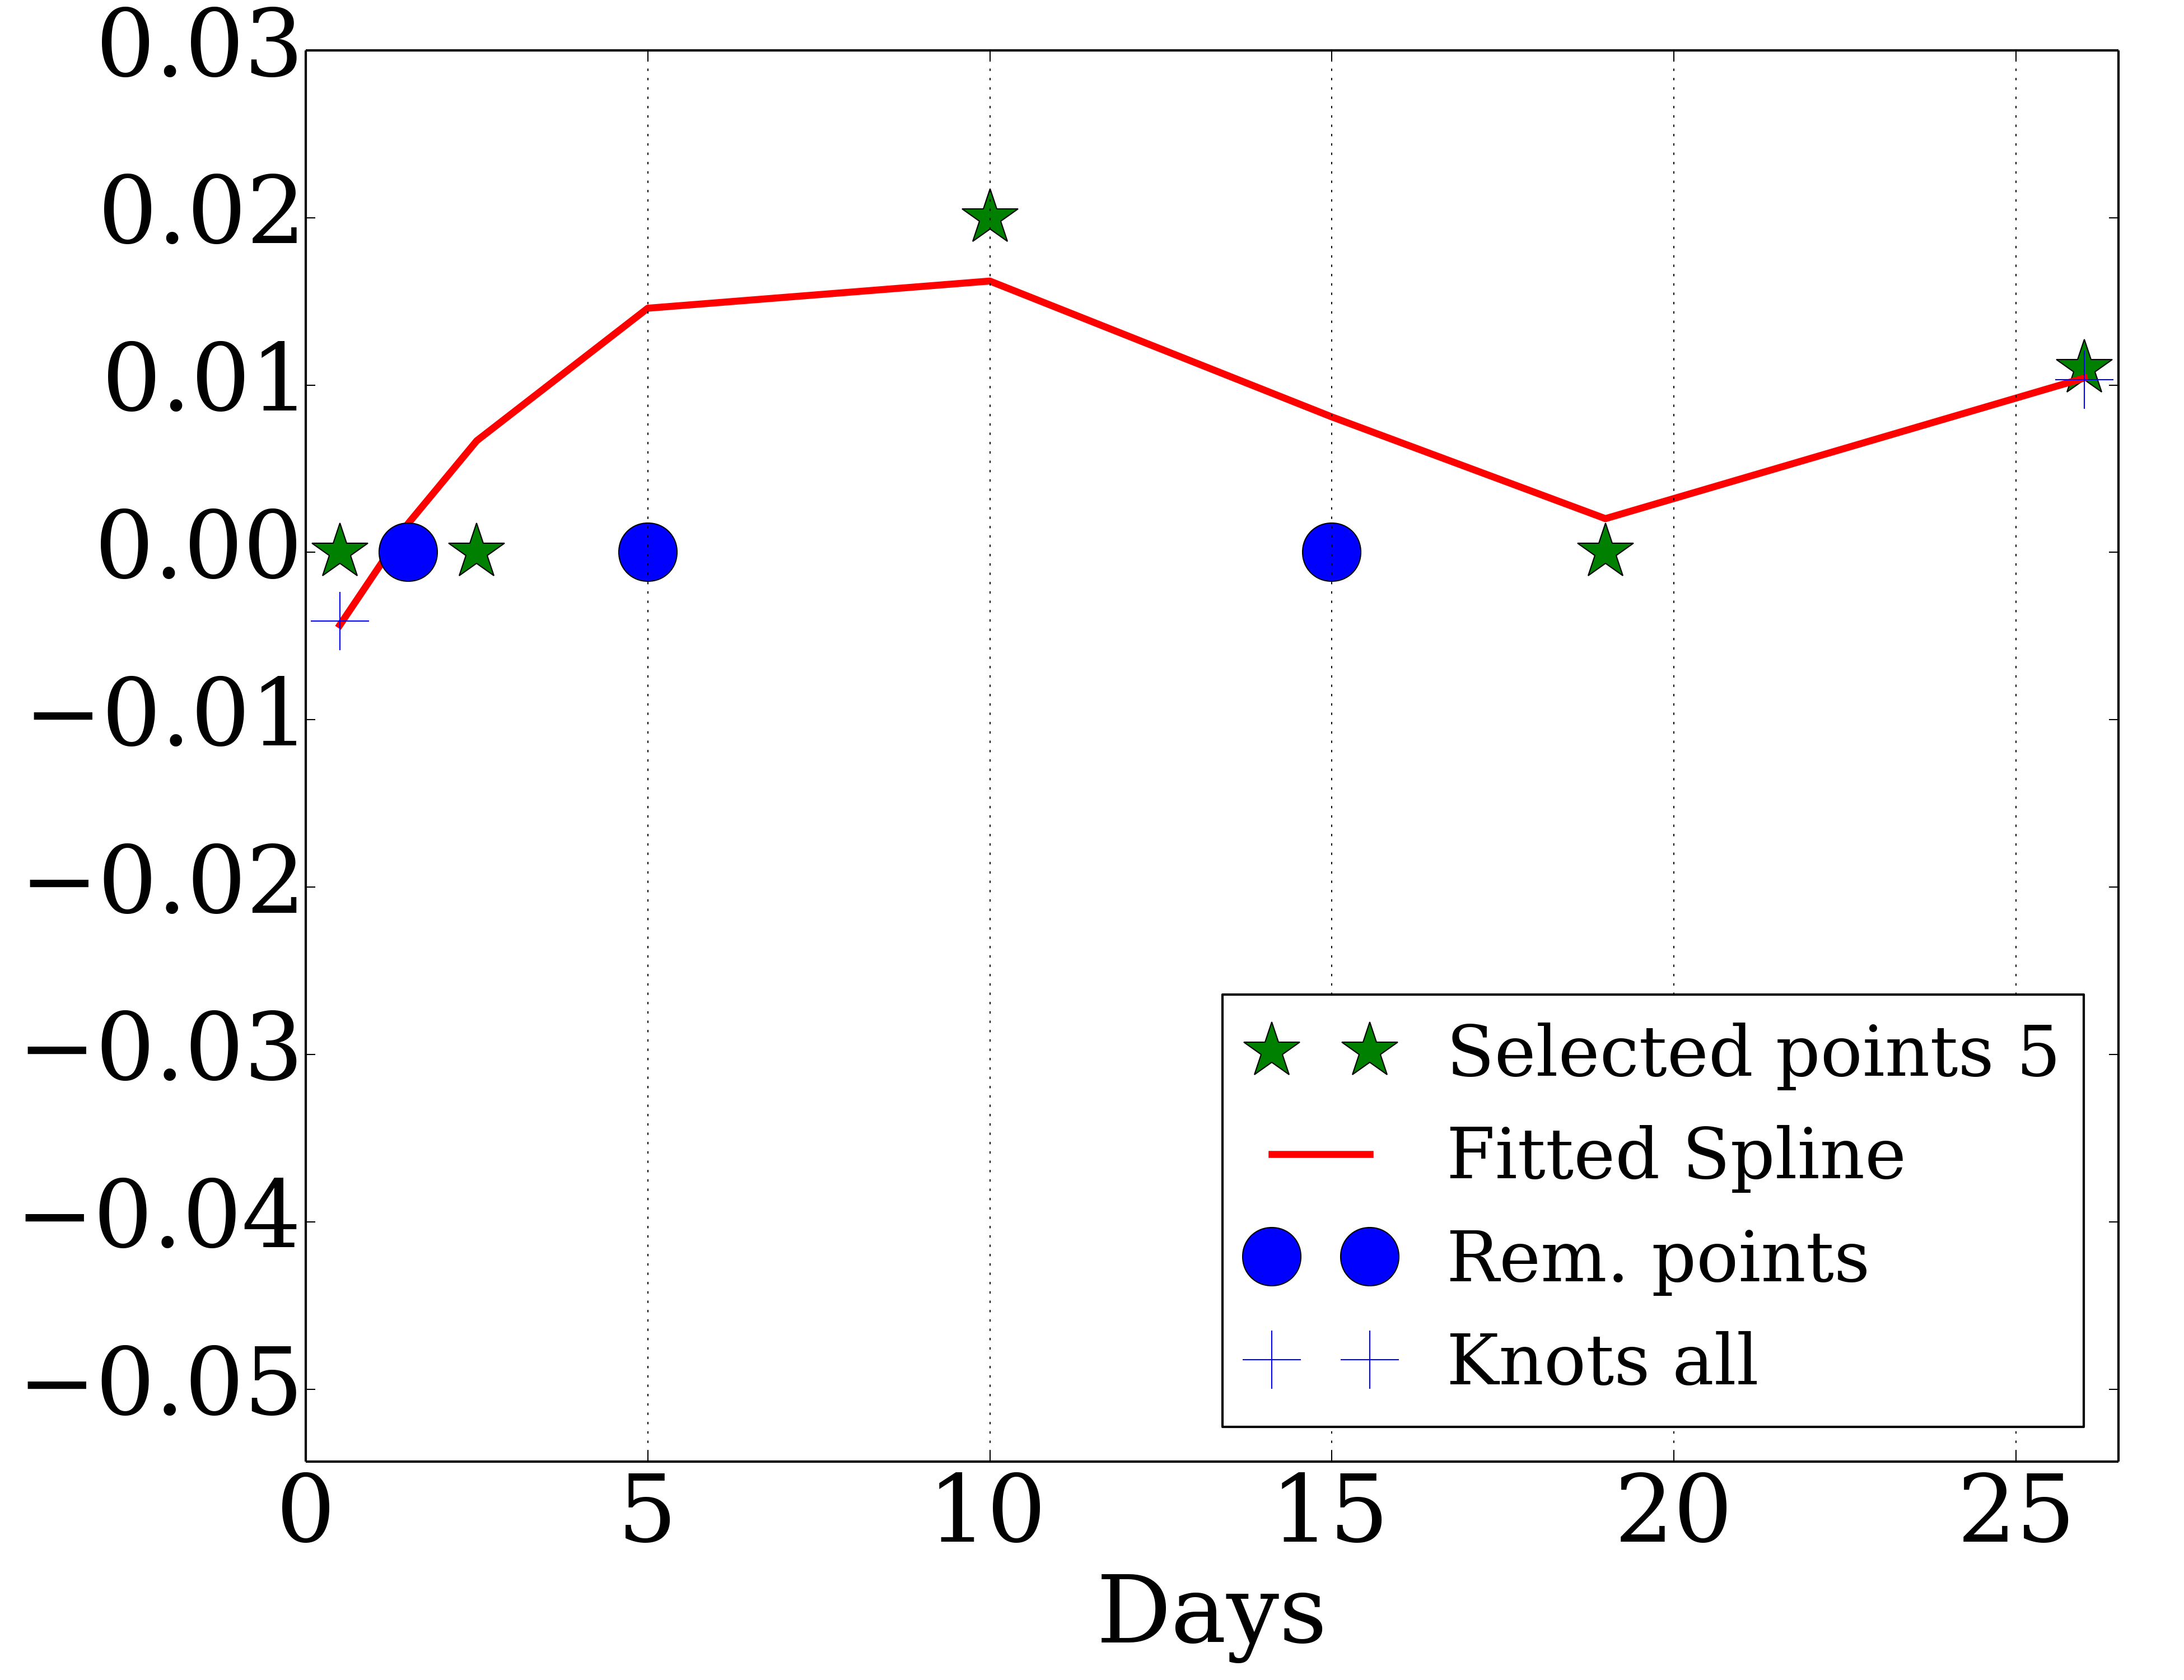 0.03
0.02
0.01
0.00
−0.01
−0.02
−0.03
−0.04
−0.05
0 5 10 15 20 25
Days
Selected points 5
Fitted Spline
Rem. points
Knots all